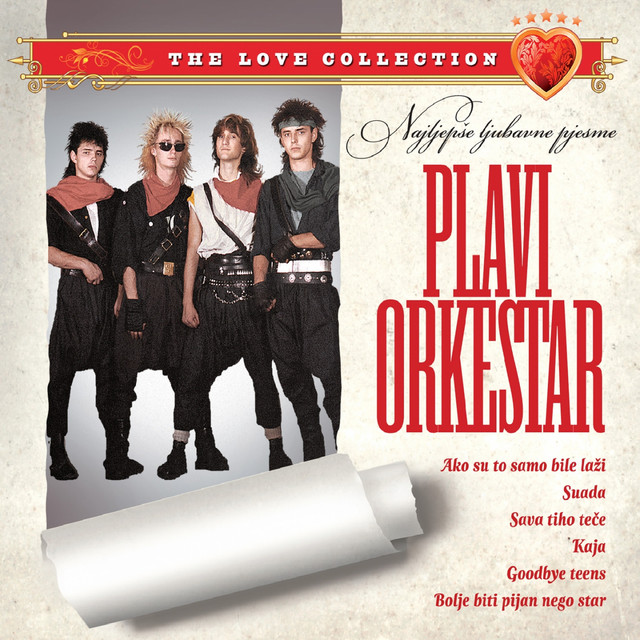 THE LOVE COLLECTION
Najljepše ljubavne pjesme
PLAVI
ORKESTAR
Ako su to samo bile laži
Suada
Sava tiho teče
Kaja
Goodbye teens
Bolje biti pijan nego star